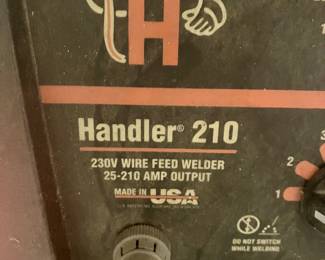 H
Handler® 210
230V WIRE FEED WELDER
25-210 AMP OUTPUT
MADE IN USA
3
2
1
DO NOT SWITCH
WHILE WELDING